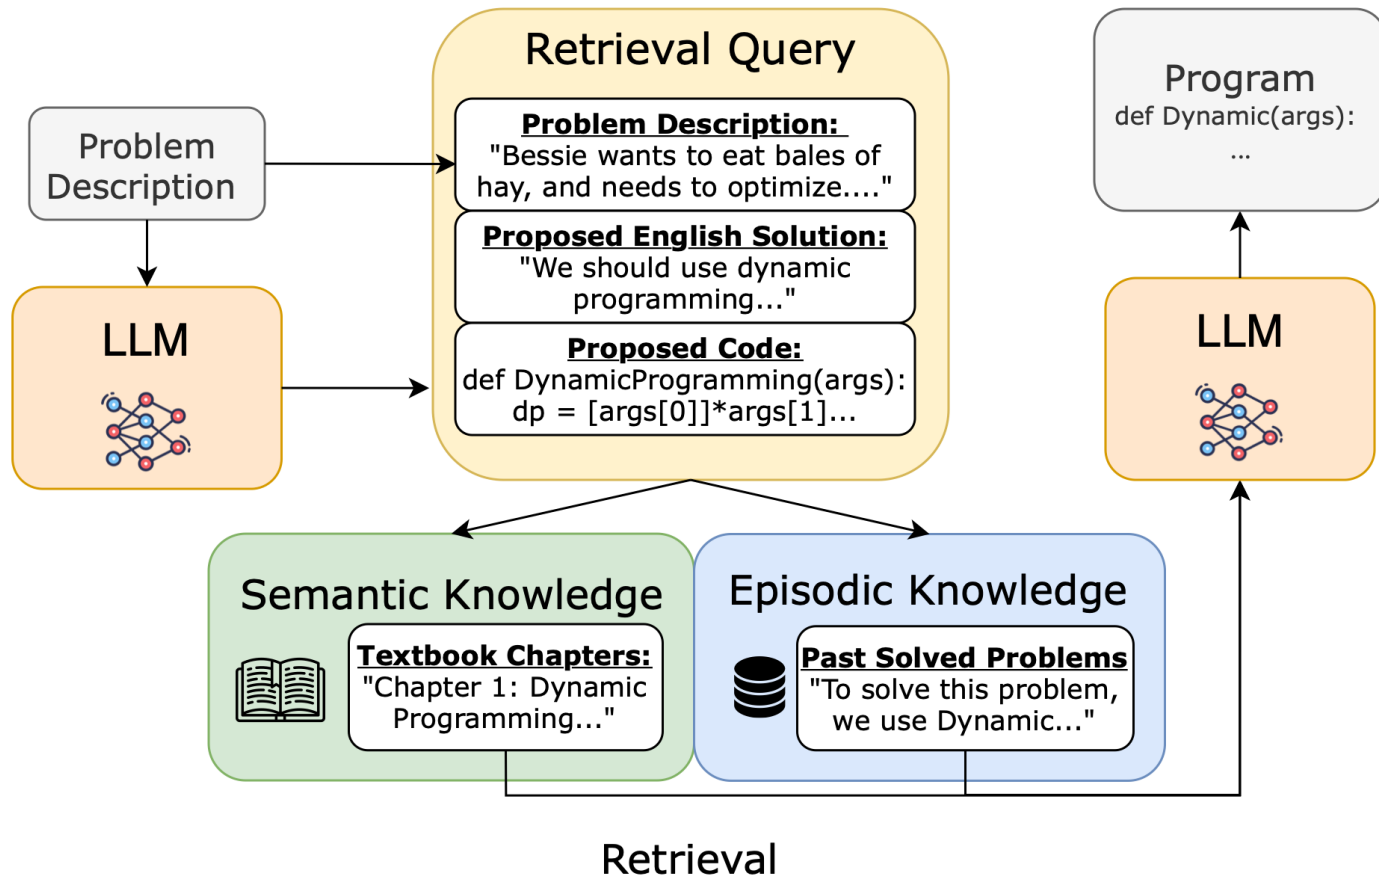 Problem
Description
LLM
Retrieval Query
Problem Description:
"Bessie wants to eat bales of
hay, and needs to optimize...."
Proposed English Solution:
"We should use dynamic
programming..."
Proposed Code:
def DynamicProgramming(args):
dp = [args[0]]*args[1]...
Semantic Knowledge
Textbook Chapters:
"Chapter 1: Dynamic
Programming..."
Episodic Knowledge
Past Solved Problems
"To solve this problem,
we use Dynamic..."
LLM
Program
def Dynamic(args):
...
Retrieval